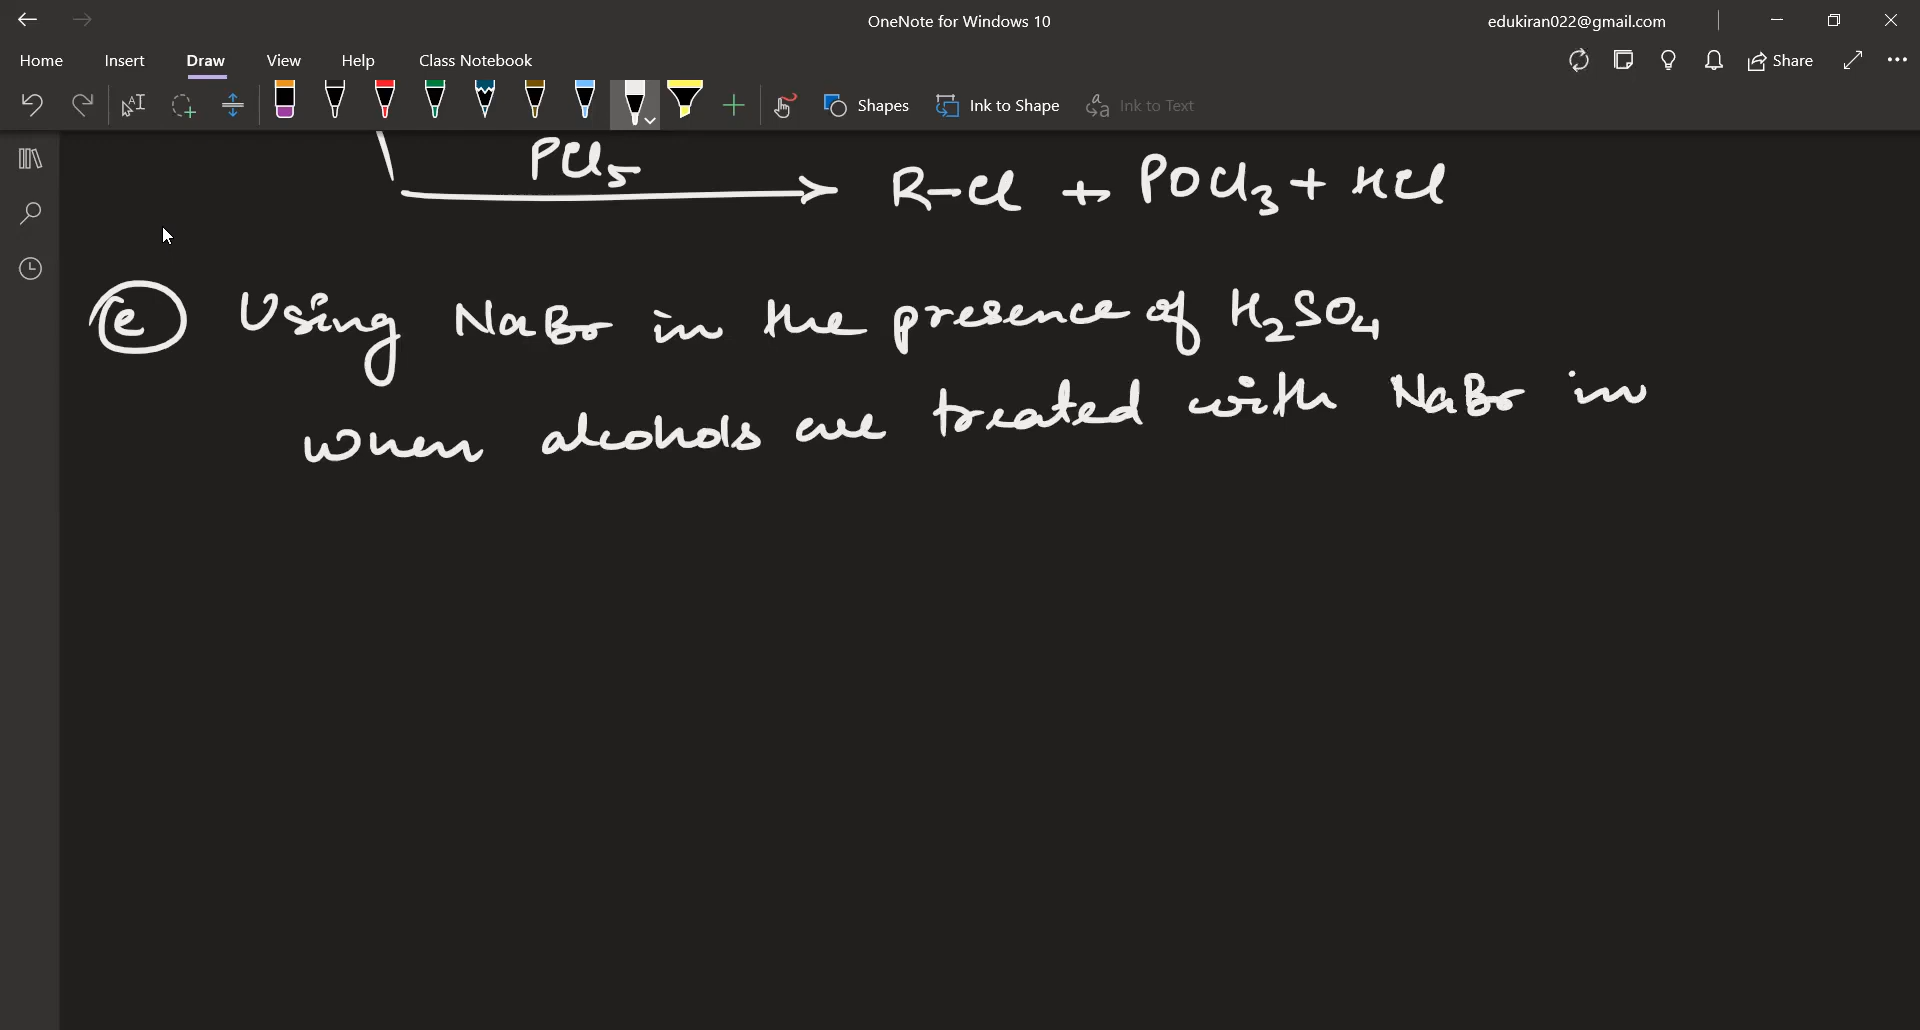 OneNote for Windows 10
edukiran022@gmail.com
Home Insert Draw View Help Class Notebook
Share
Shapes Ink to Shape Ink to Text
PCl5
R-Cl + POCl3 + HCl
(e) Using NaBr in the presence of H2SO4
when alcohols are treated with NaBr in